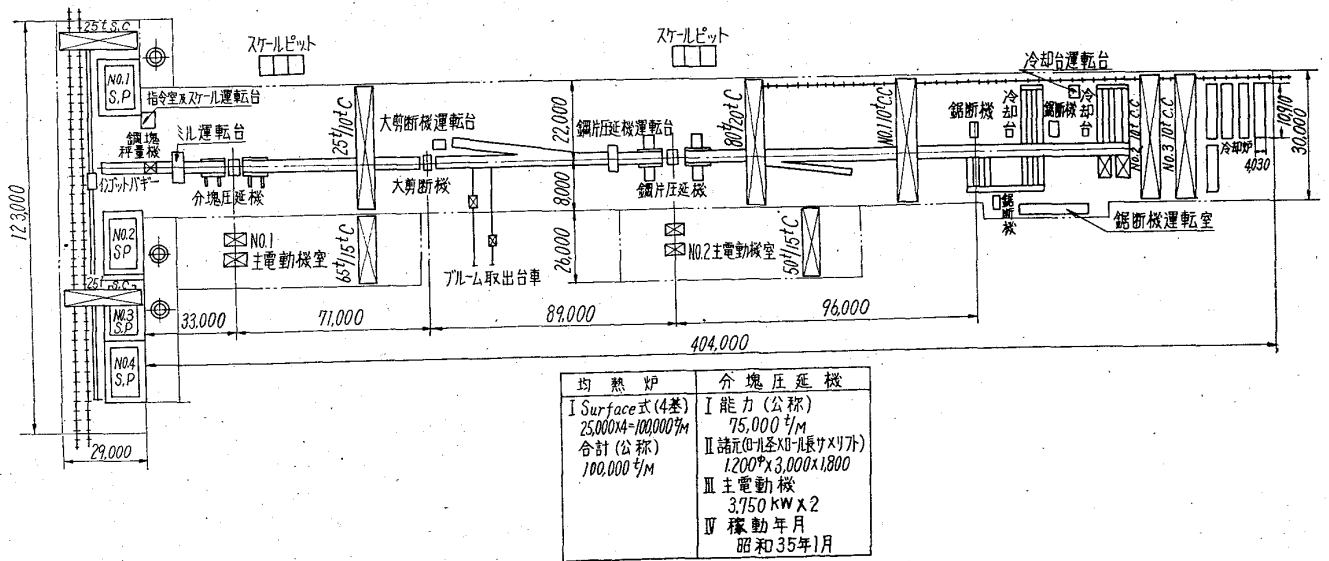 25t S.C
スケールピット
スケールピット
冷却台運転台
NO.1
S.P
指令室及スケール運転台
鋼塊
秤量機
ミル運転台
インゴットバギー
分塊圧延機
25t/10t C
大剪断機運転台
大剪断機
22,000
8,000
26,000
鋼片圧延機運転台
鋼片圧延機
80t/20t C
NO.1 10t C.C
鋸断機
冷却台
鋸断機
冷却台
NO.2 10t C.C
NO.3 10t C.C
冷却炉
10,910
30,000
4,030
鋸断機
鋸断機運転室
123,000
NO.2
S.P
NO.1
主電動機室
65t/15t C
ブルーム取出台車
NO.2主電動機室
50t/15t C
25t S.C
NO.3
S.P
NO.4
S.P
33,000
71,000
89,000
96,000
404,000
29,000
均熱炉
分塊圧延機
I Surface式(4基)
25,000X4=100,000t/M
合計(公称)
100,000t/M
I 能力(公称)
75,000 t/M
II 諸元(ロール径Xロール長サXリフト)
1,200φx3,000x1,800
III 主電動機
3,750 KW X2
IV 稼動年月
昭和35年1月